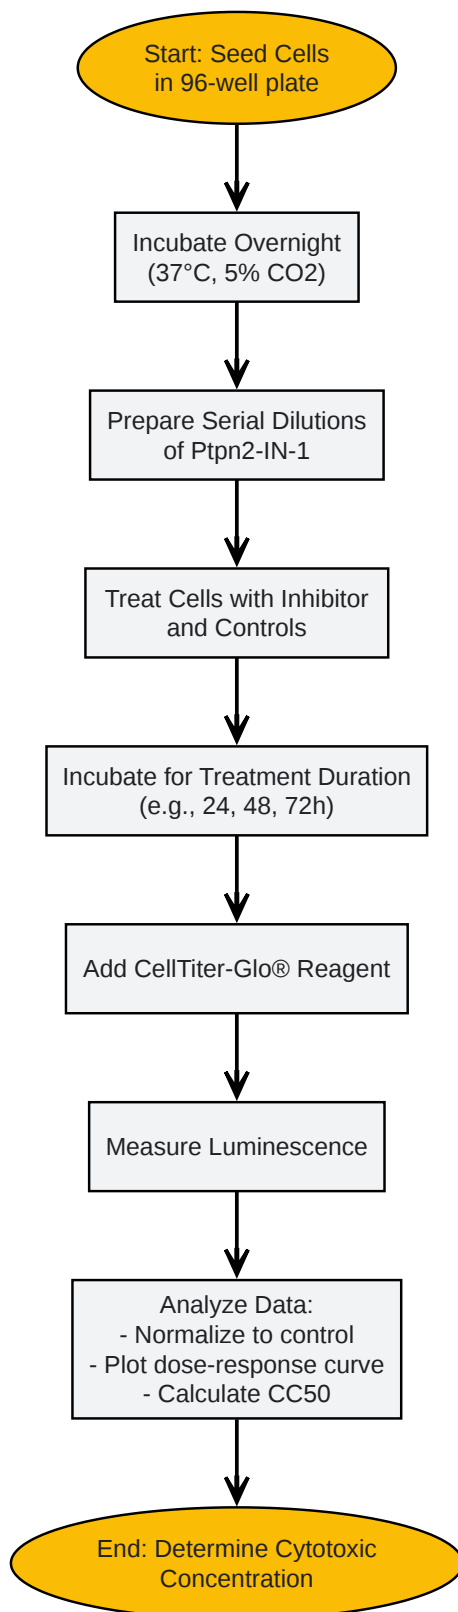 Start: Seed Cells
in 96-well plate
Incubate Overnight
(37°C, 5% CO2)
Prepare Serial Dilutions
of Ptpn2-IN-1
Treat Cells with Inhibitor
and Controls
Incubate for Treatment Duration
(e.g., 24, 48, 72h)
Add CellTiter-Glo® Reagent
Measure Luminescence
Analyze Data:
- Normalize to control
- Plot dose-response curve
- Calculate CC50
End: Determine Cytotoxic
Concentration